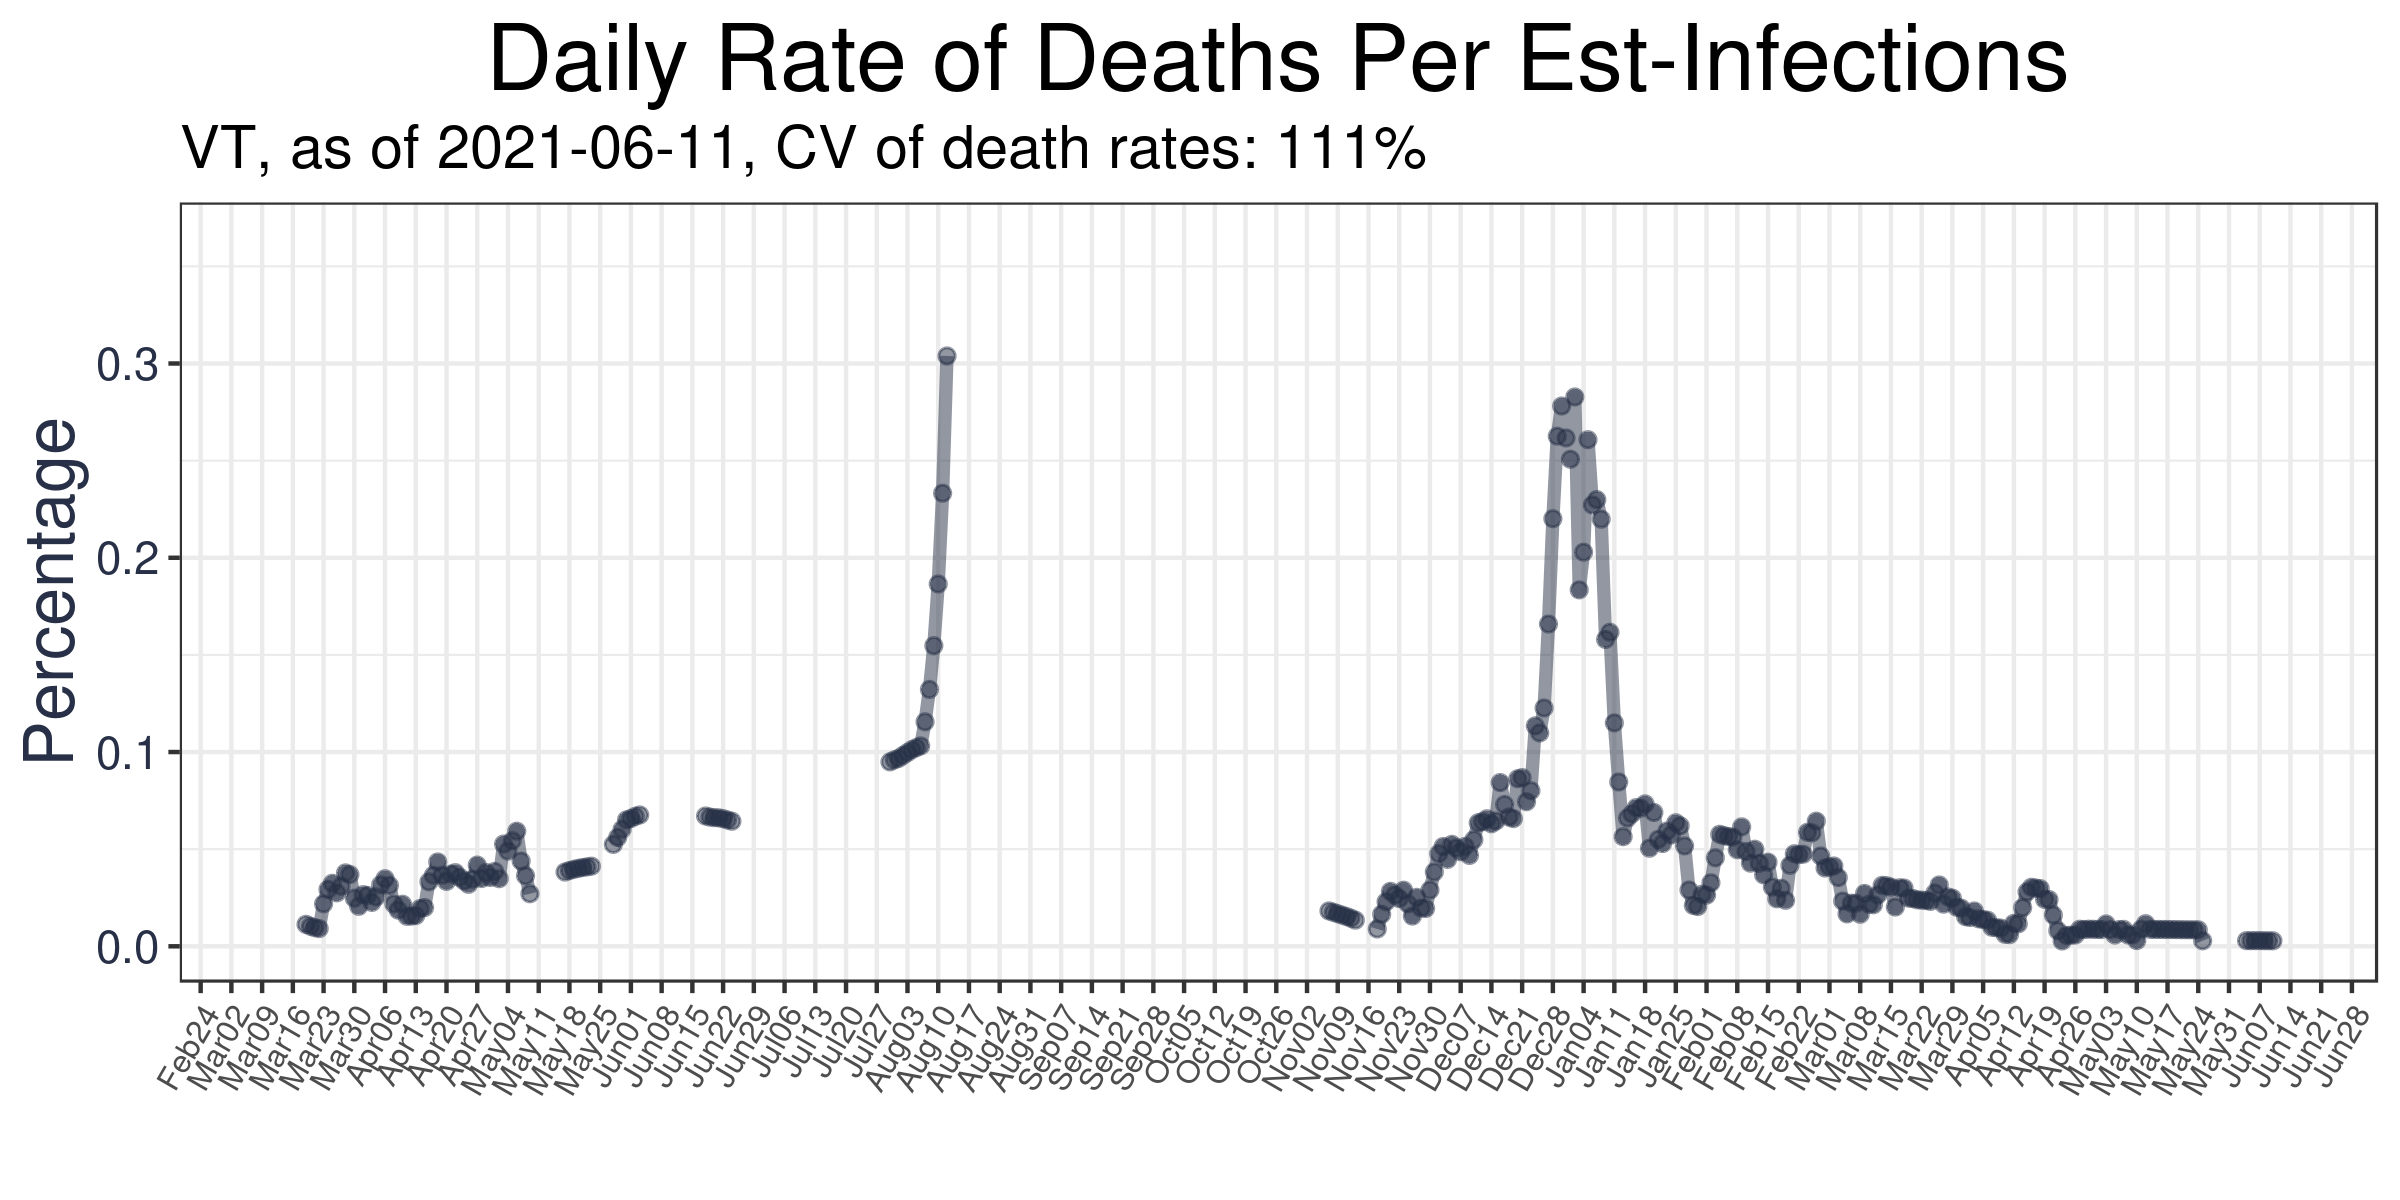 Daily Rate of Deaths Per Est-Infections
VT, as of 2021-06-11, CV of death rates: 111%
Percentage
0.3
0.2
0.1
0.0
Feb24
Mar02
Mar09
Mar16
Mar23
Mar30
Apr06
Apr13
Apr20
Apr27
May04
May11
May18
May25
Jun01
Jun08
Jun15
Jun22
Jun29
Jul06
Jul13
Jul20
Jul27
Aug03
Aug10
Aug17
Aug24
Aug31
Sep07
Sep14
Sep21
Sep28
Oct05
Oct12
Oct19
Oct26
Nov02
Nov09
Nov16
Nov23
Nov30
Dec07
Dec14
Dec21
Dec28
Jan04
Jan11
Jan18
Jan25
Feb01
Feb08
Feb15
Feb22
Mar01
Mar08
Mar15
Mar22
Mar29
Apr05
Apr12
Apr19
Apr26
May03
May10
May17
May24
May31
Jun07
Jun14
Jun21
Jun28